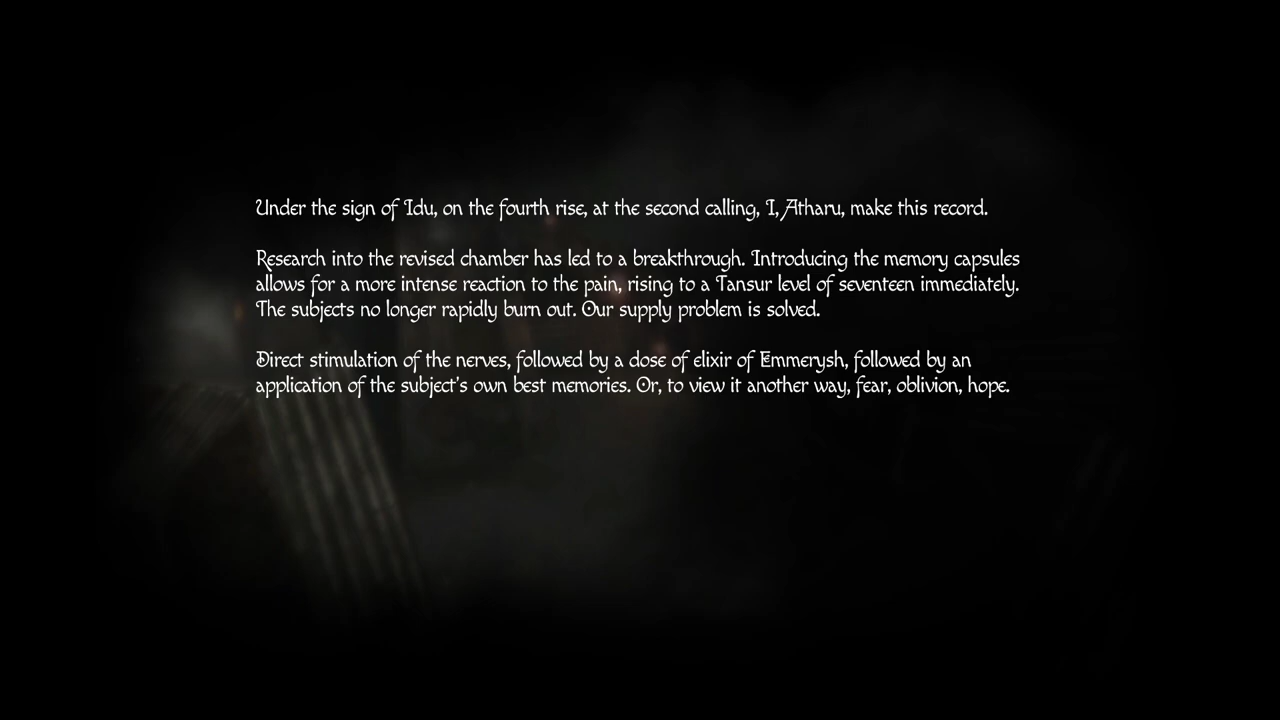 Under the sign of Idu, on the fourth rise, at the second calling, I, Atharu, make this record.
Research into the revised chamber has led to a breakthrough. Introducing the memory capsules
allows for a more intense reaction to the pain, rising to a Tansur level of seventeen immediately.
The subjects no longer rapidly burn out. Our supply problem is solved.
Direct stimulation of the nerves, followed by a dose of elixir of Emmerysh, followed by an
application of the subject's own best memories. Or, to view it another way, fear, oblivion, hope.